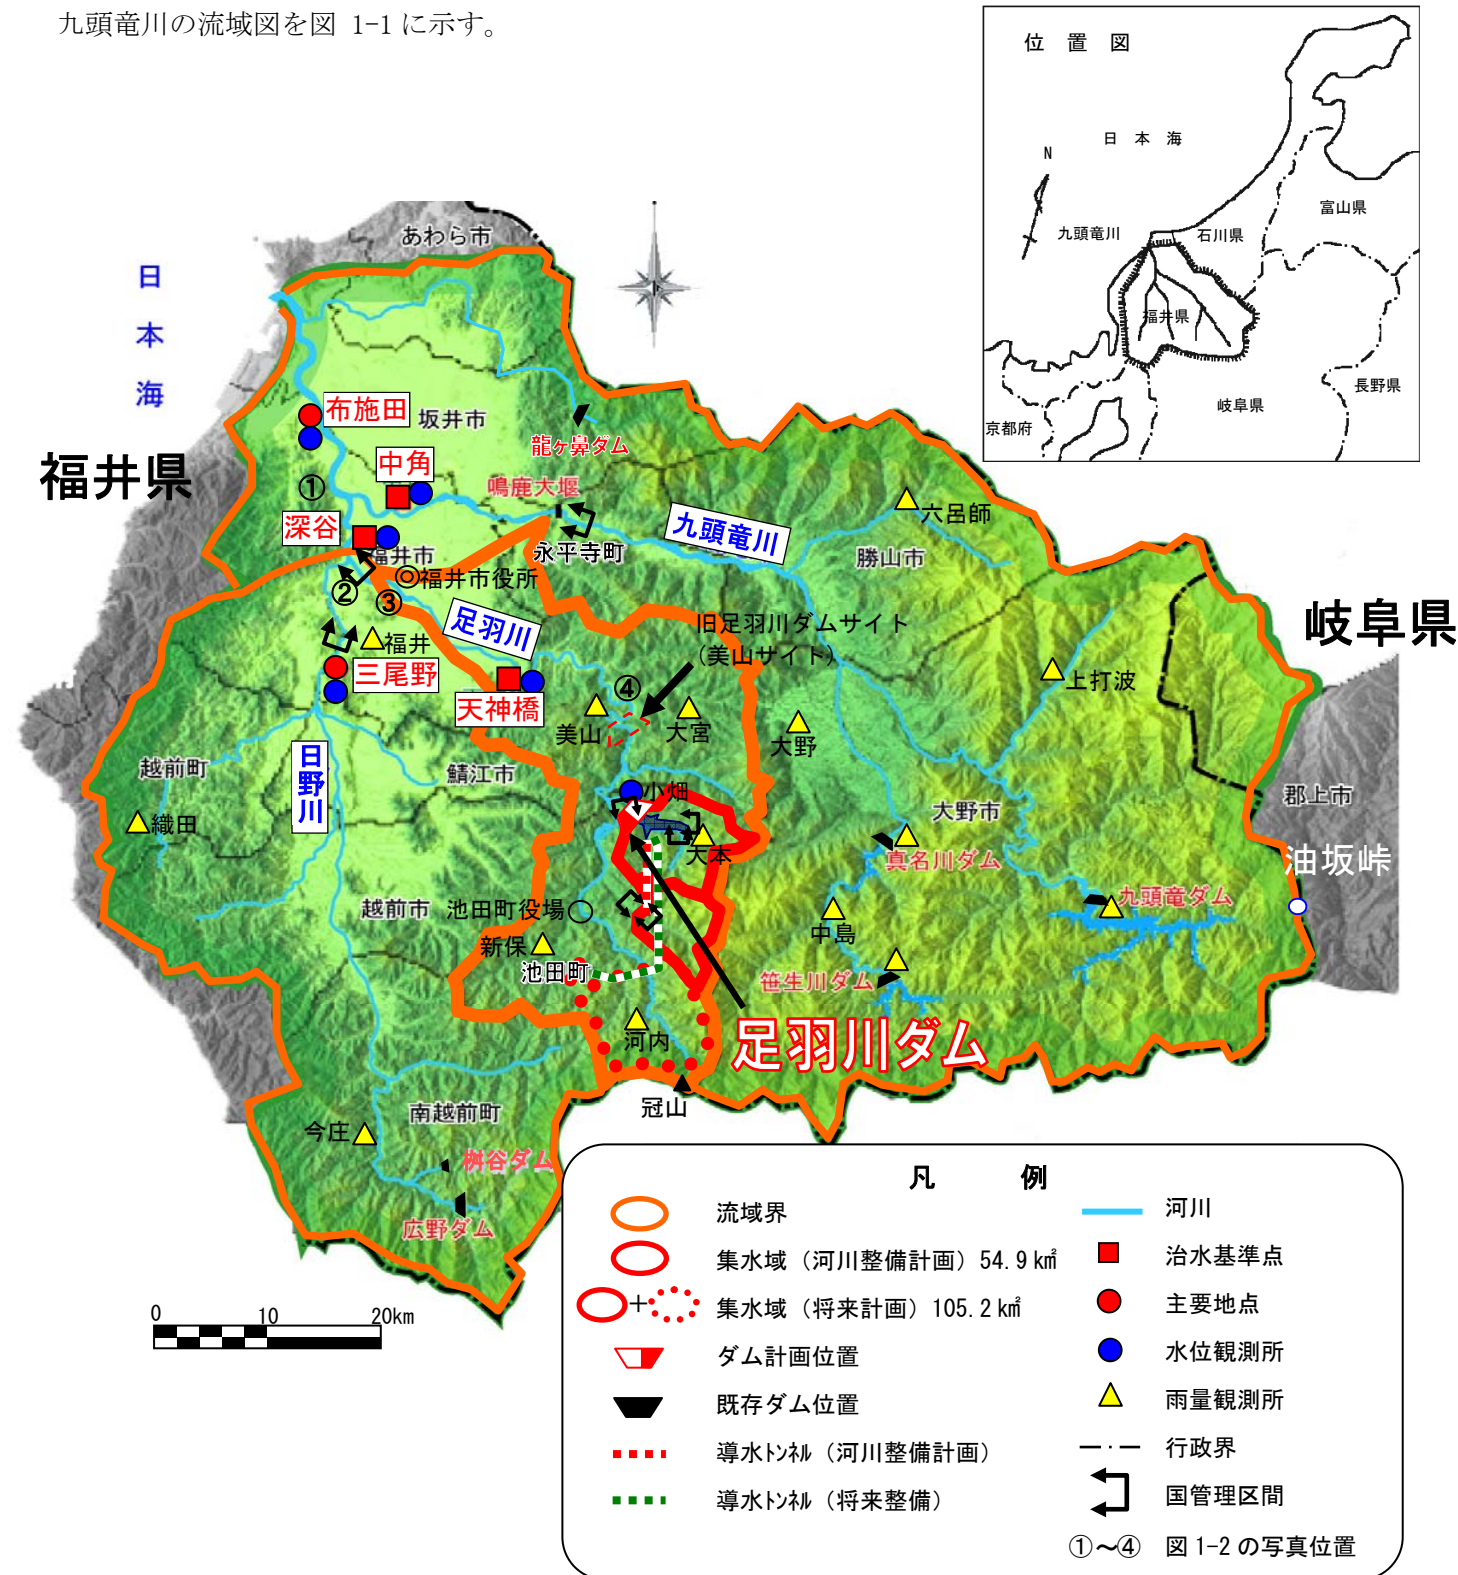 九頭竜川の流域図を図 1-1 に示す。
位 置 図
日 本 海
N
富山県
九頭竜川
石川県
福井県
長野県
岐阜県
京都府
あわら市
日本海
布施田
坂井市
龍ヶ鼻ダム
福井県
中角
①
鳴鹿大堰
六呂師
深谷
九頭竜川
福井市
永平寺町
勝山市
福井市役所
②
③
足羽川
旧足羽川ダムサイト
(美山サイト)
岐阜県
福井
三尾野
天神橋
④
上打波
美山
大宮
大野
越前町
日野川
鯖江市
小畑
郡上市
大野市
織田
大本
真名川ダム
油坂峠
九頭竜ダム
越前市
池田町役場
中島
新保
池田町
笹生川ダム
河内
足羽川ダム
冠山
南越前町
今庄
桝谷ダム
広野ダム
0 10 20km
凡 例
流域界
河川
集水域（河川整備計画）54.9㎢
治水基準点
+
集水域（将来計画）105.2㎢
主要地点
ダム計画位置
水位観測所
既存ダム位置
雨量観測所
導水ﾄﾝﾈﾙ（河川整備計画）
行政界
導水ﾄﾝﾈﾙ（将来整備）
国管理区間
①～④ 図 1-2 の写真位置